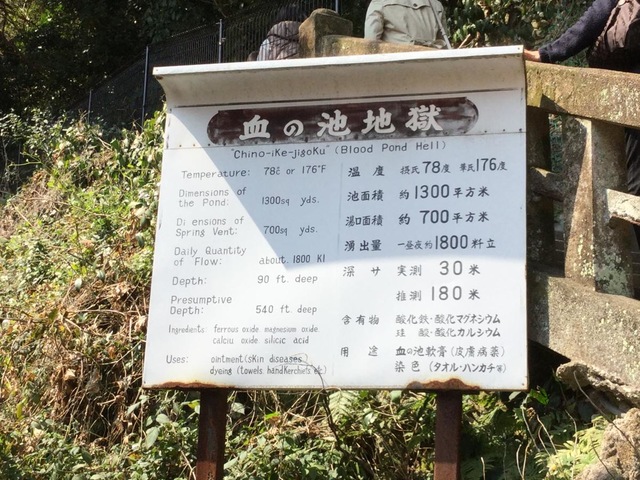 血の池地獄
"Chino-iKe-jigoKu" (Blood Pond Hell)
Temperature: 78℃ or 176°F
Dimensions of
the Pond: 1300sq yds.
Di ensions of
Spring Vent: 700sq yds.
Daily Quantity
of Flow: about 1800 Kl
Depth: 90 ft. deep
Presumptive
Depth: 540 ft. deep
Ingredients: ferrous oxide magnesium oxide
calciu oxide silicic acid
Uses: ointment(skin diseases
dyeing (towels. handkerchiefs. etc)
温度 摂氏78度 華氏176度
池面積 約1300平方米
湯口面積 約700平方米
湧出量 一昼夜約1800粁立
深サ 実測 30米
推測 180米
含有物 酸化鉄・酸化マグネシウム
珪酸・酸化カルシウム
用途 血の池軟膏(皮膚病薬)
染色(タオル・ハンカチ等)